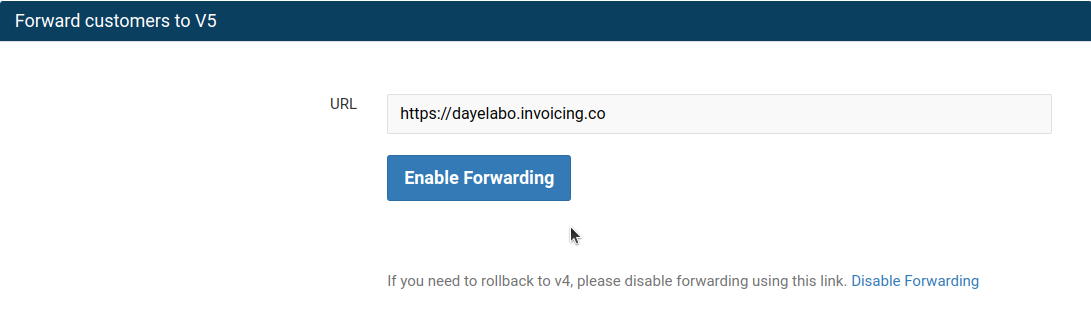 Forward customers to V5
URL
https://dayelabo.invoicing.co
Enable Forwarding
If you need to rollback to v4, please disable forwarding using this link. Disable Forwarding